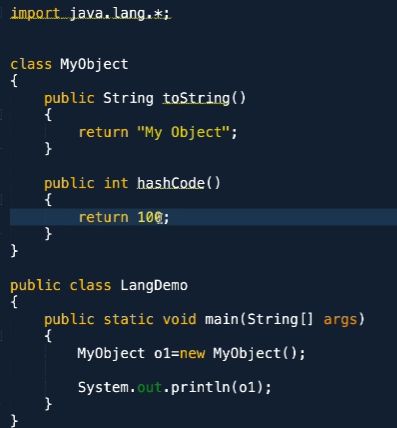 import java.lang.*;
class MyObject
{
public String toString()
{
return "My Object";
}
public int hashCode()
{
return 100;
}
}
public class LangDemo
{
public static void main(String[] args)
{
MyObject o1=new MyObject();
System.out.println(o1);
}
}